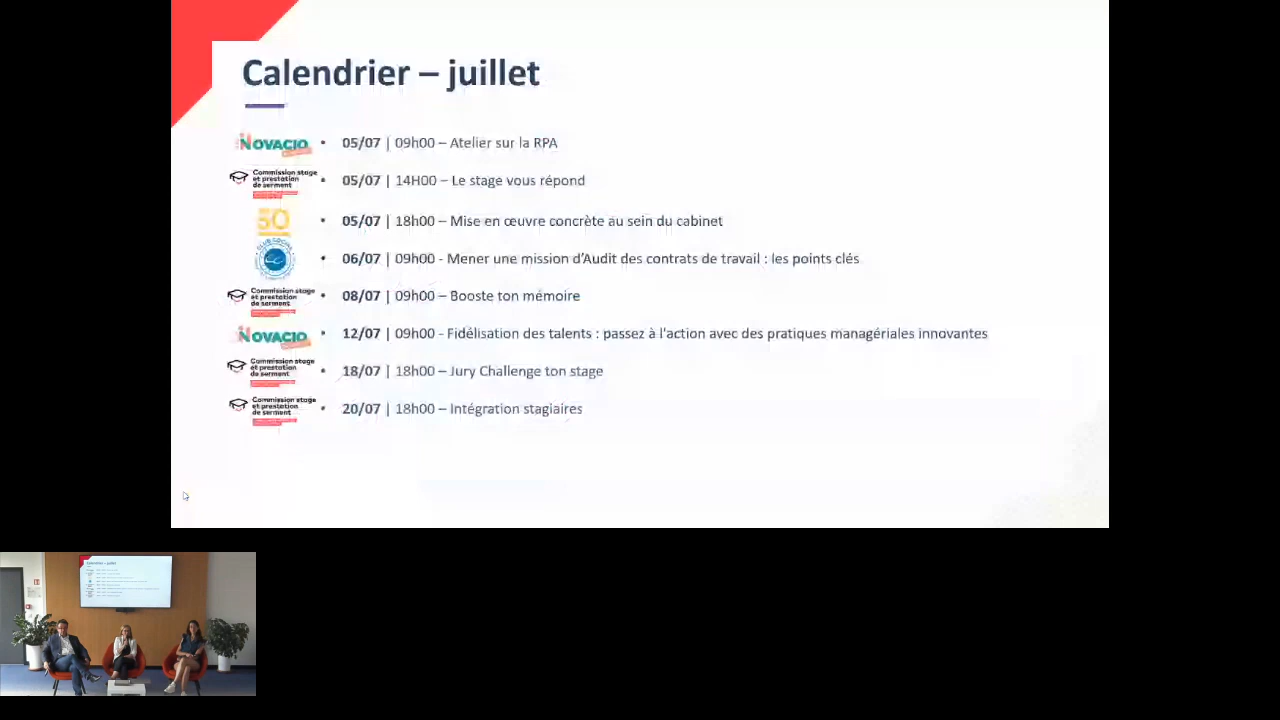 Calendrier – juillet
NOVACIO
• 05/07 | 09h00 – Atelier sur la RPA
Commission stage
et prestation
de serment
• 05/07 | 14H00 – Le stage vous répond
50
• 05/07 | 18h00 – Mise en œuvre concrète au sein du cabinet
CLUB SOCIAL
• 06/07 | 09h00 - Mener une mission d'Audit des contrats de travail : les points clés
Commission stage
et prestation
de serment
• 08/07 | 09h00 – Booste ton mémoire
NOVACIO
• 12/07 | 09h00 - Fidélisation des talents : passez à l'action avec des pratiques managériales innovantes
Commission stage
et prestation
de serment
• 18/07 | 18h00 – Jury Challenge ton stage
Commission stage
et prestation
de serment
• 20/07 | 18h00 – Intégration stagiaires
Calendrier – juillet